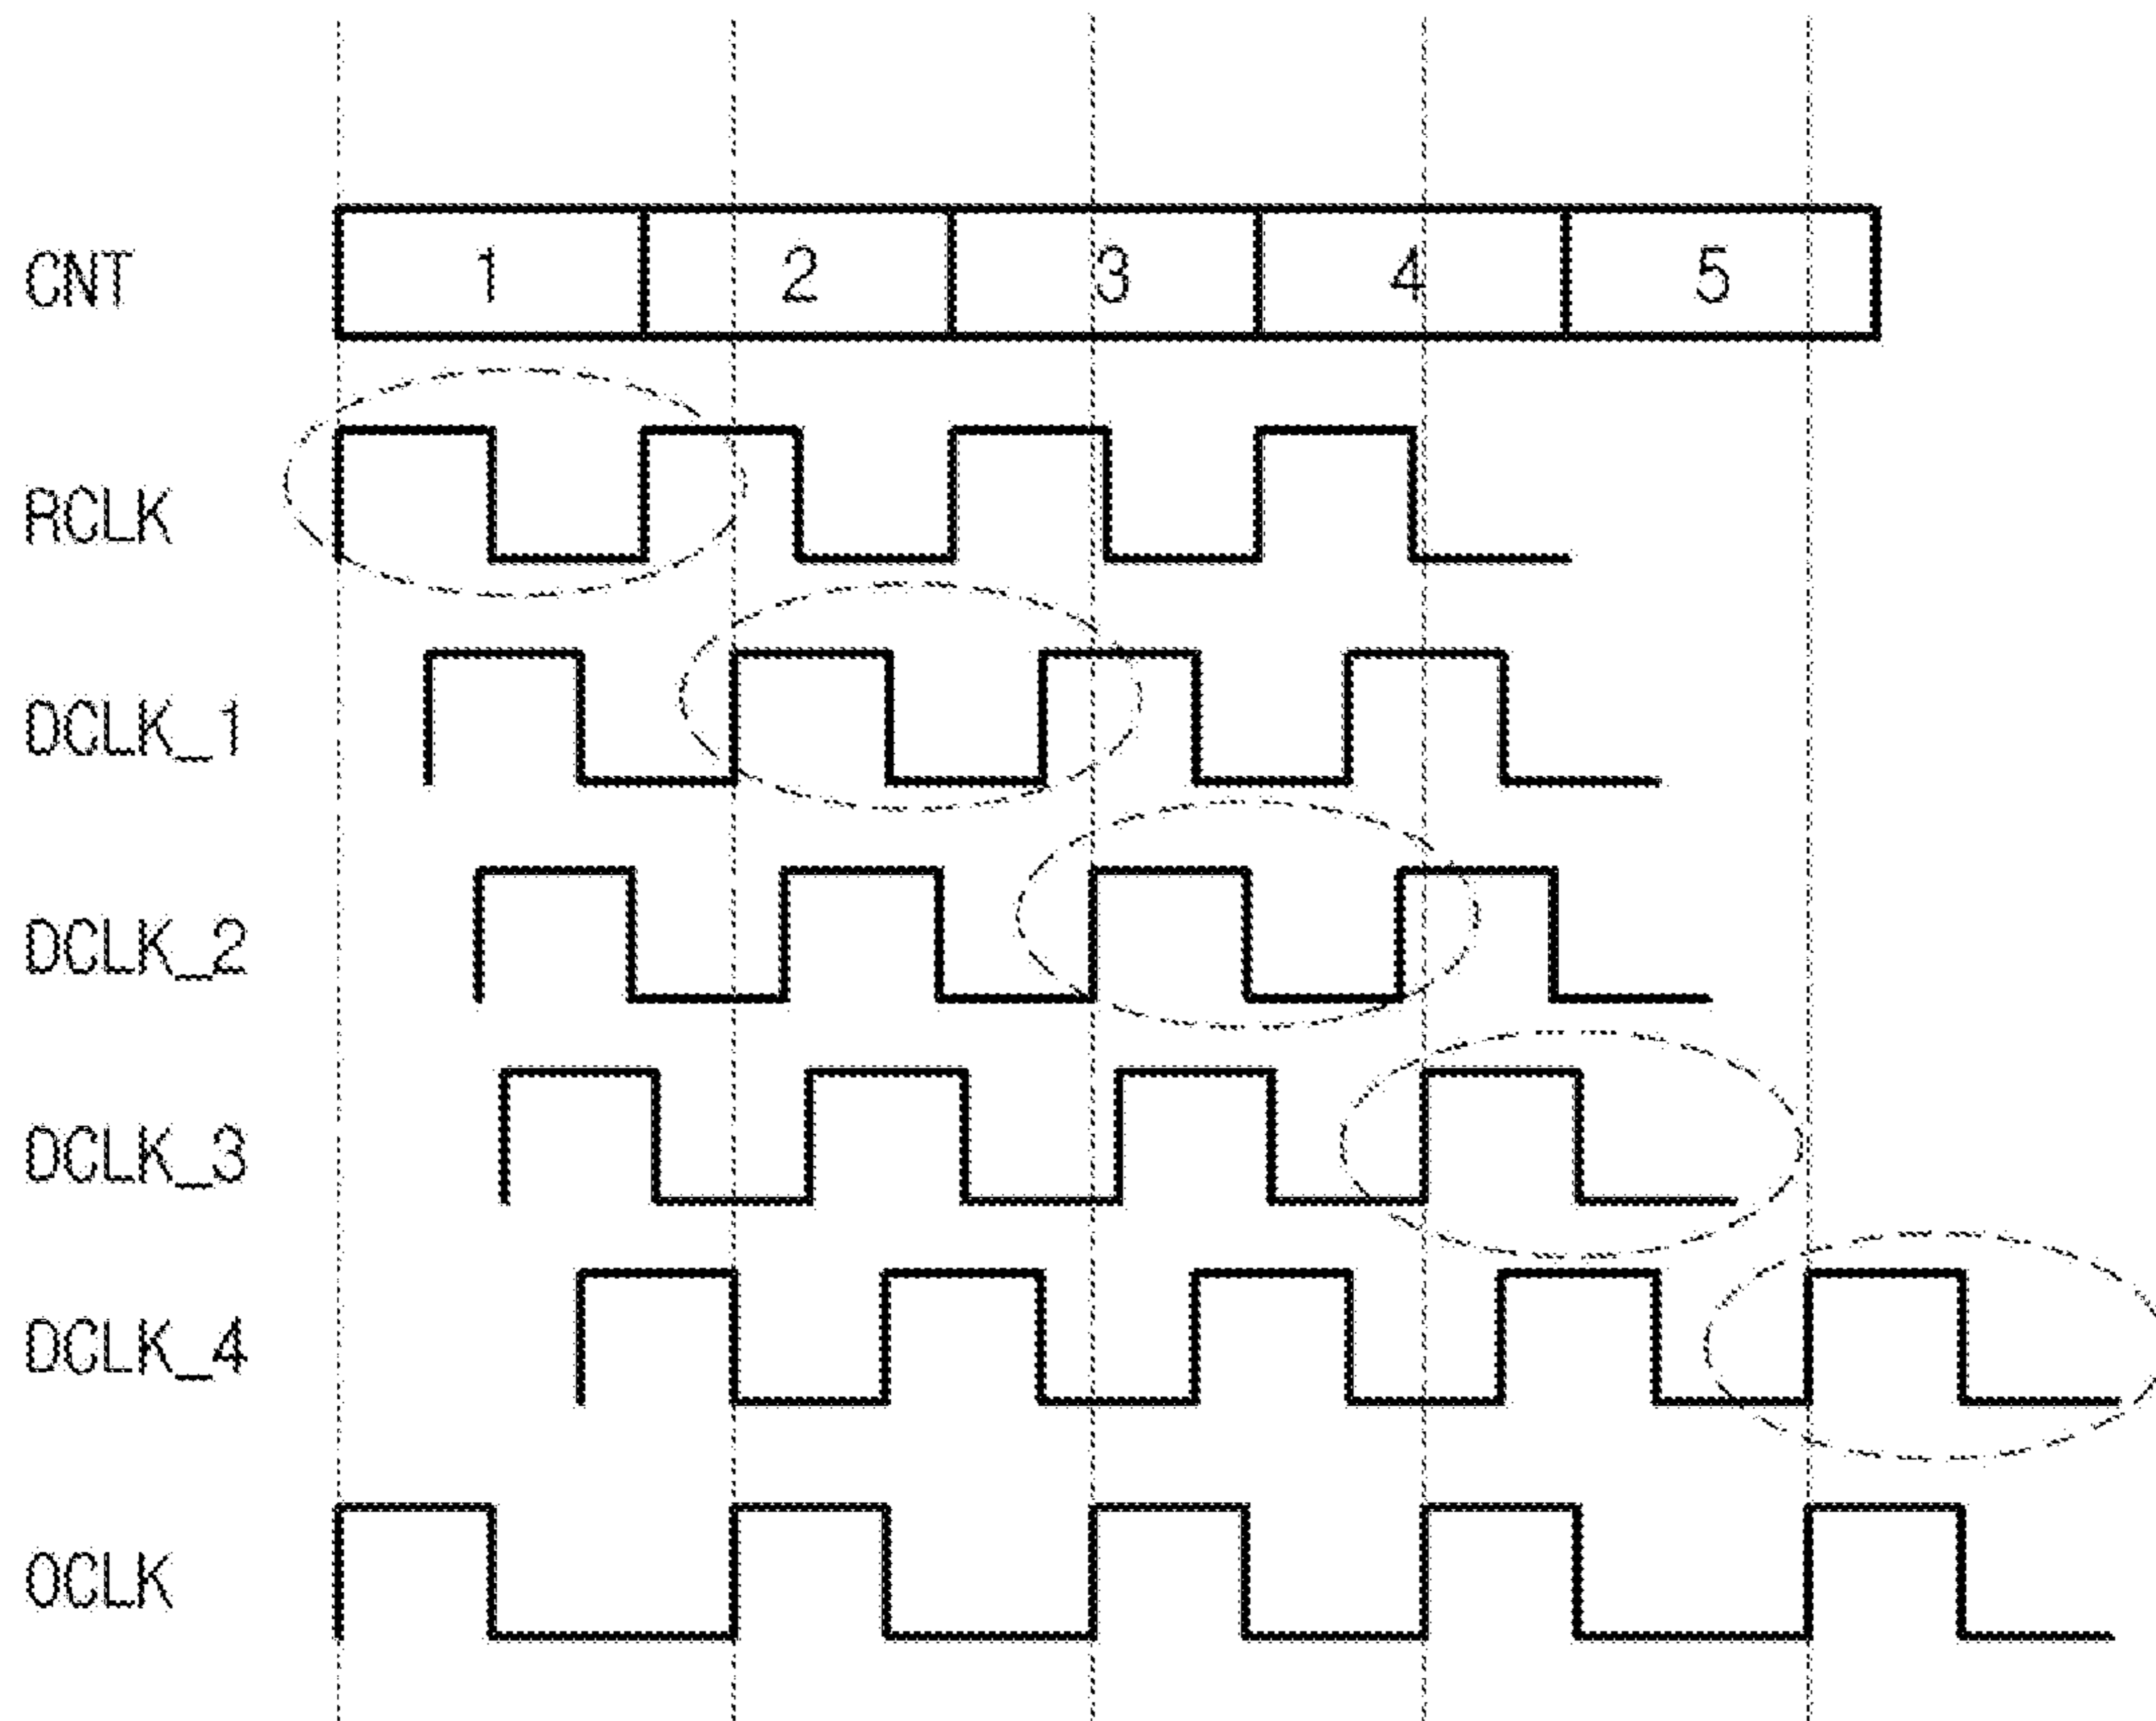 CNT 1 2 3 4 5
RCLK
DCLK_1
DCLK_2
DCLK_3
DCLK_4
OCLK